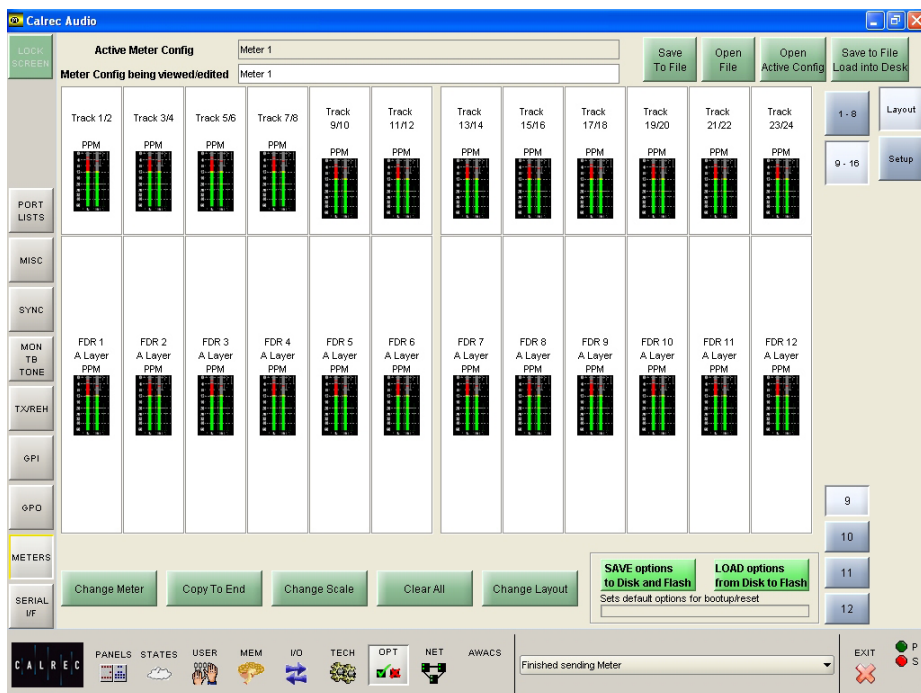 Calrec Audio
LOCK
SCREEN
Active Meter Config
Meter 1
Meter Config being viewed/edited
Meter 1
Save
To File
Open
File
Open
Active Config
Save to File
Load into Desk
Track 1/2
Track 3/4
Track 5/6
Track 7/8
Track
9/10
Track
11/12
Track
13/14
Track
15/16
Track
17/18
Track
19/20
Track
21/22
Track
23/24
PPM PPM PPM PPM PPM PPM PPM PPM PPM PPM PPM PPM
1 - 8
9 - 16
Layout
Setup
PORT
LISTS
MISC
SYNC
MON
TB
TONE
TX/REH
GPI
GPO
METERS
SERIAL
I/F
FDR 1
A Layer
PPM
FDR 2
A Layer
PPM
FDR 3
A Layer
PPM
FDR 4
A Layer
PPM
FDR 5
A Layer
PPM
FDR 6
A Layer
PPM
FDR 7
A Layer
PPM
FDR 8
A Layer
PPM
FDR 9
A Layer
PPM
FDR 10
A Layer
PPM
FDR 11
A Layer
PPM
FDR 12
A Layer
PPM
9
10
11
12
Change Meter
Copy To End
Change Scale
Clear All
Change Layout
SAVE options
to Disk and Flash
LOAD options
from Disk to Flash
Sets default options for bootup/reset
CALREC
PANELS
STATES
USER
MEM
I/O
TECH
OPT
NET
AWACS
Finished sending Meter
EXIT
P
S